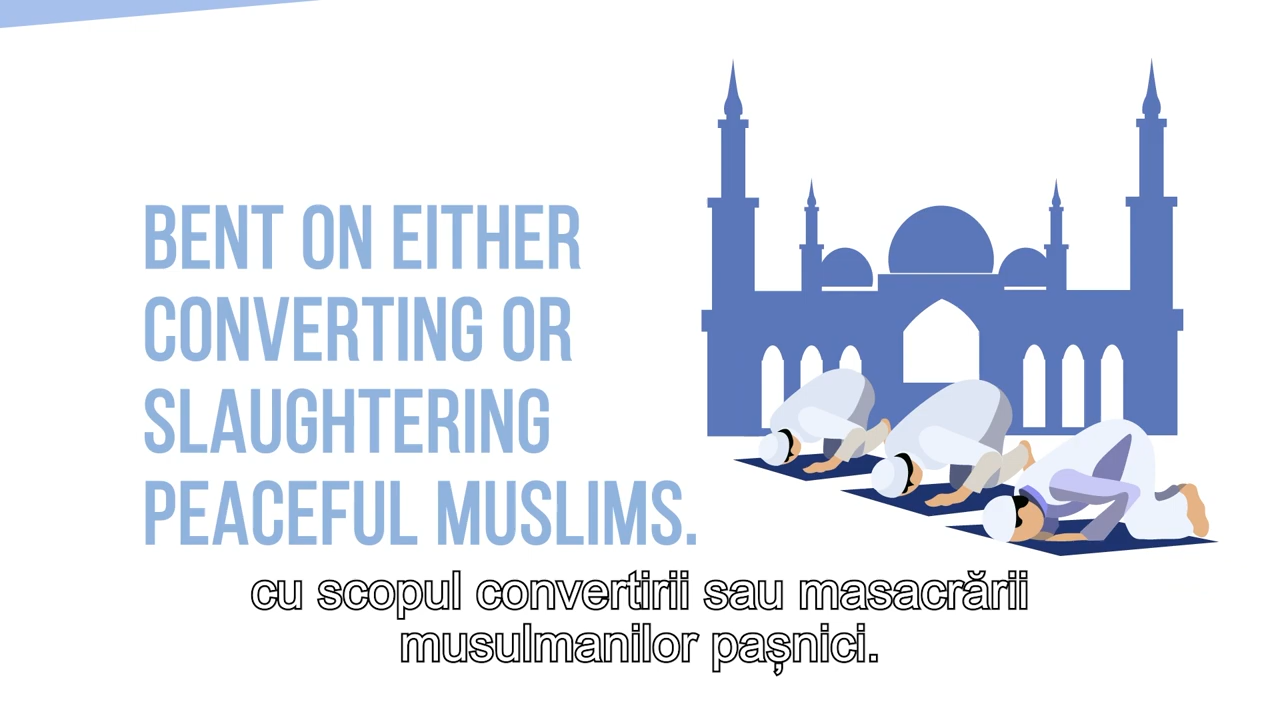 BENT ON EITHER
CONVERTING OR
SLAUGHTERING
PEACEFUL MUSLIMS.
cu scopul convertirii sau masacrării
musulmanilor pașnici.